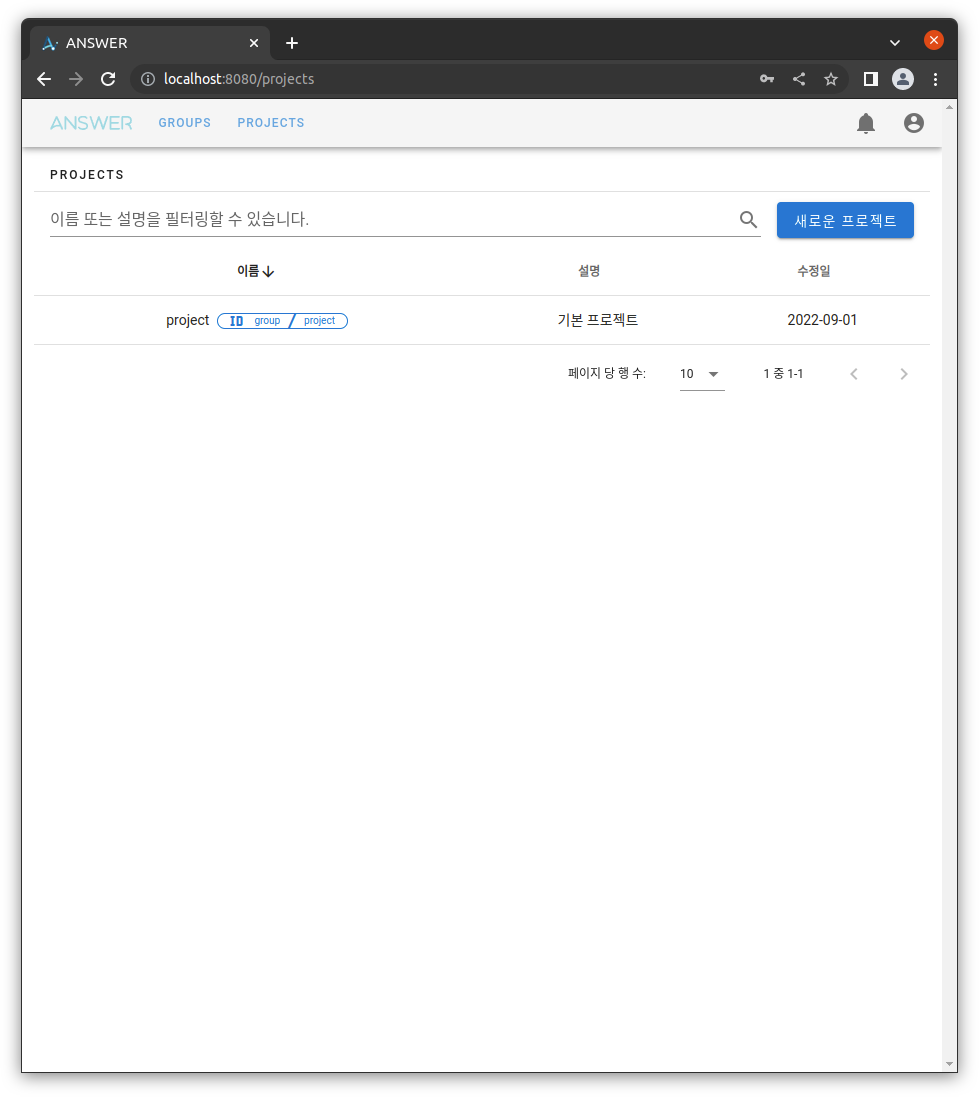 ANSWER
localhost:8080/projects
ANSWER GROUPS PROJECTS
PROJECTS
이름 또는 설명을 필터링할 수 있습니다. 새로운 프로젝트
이름 설명 수정일
project ID group / project 기본 프로젝트 2022-09-01
페이지 당 행 수: 10 1 중 1-1